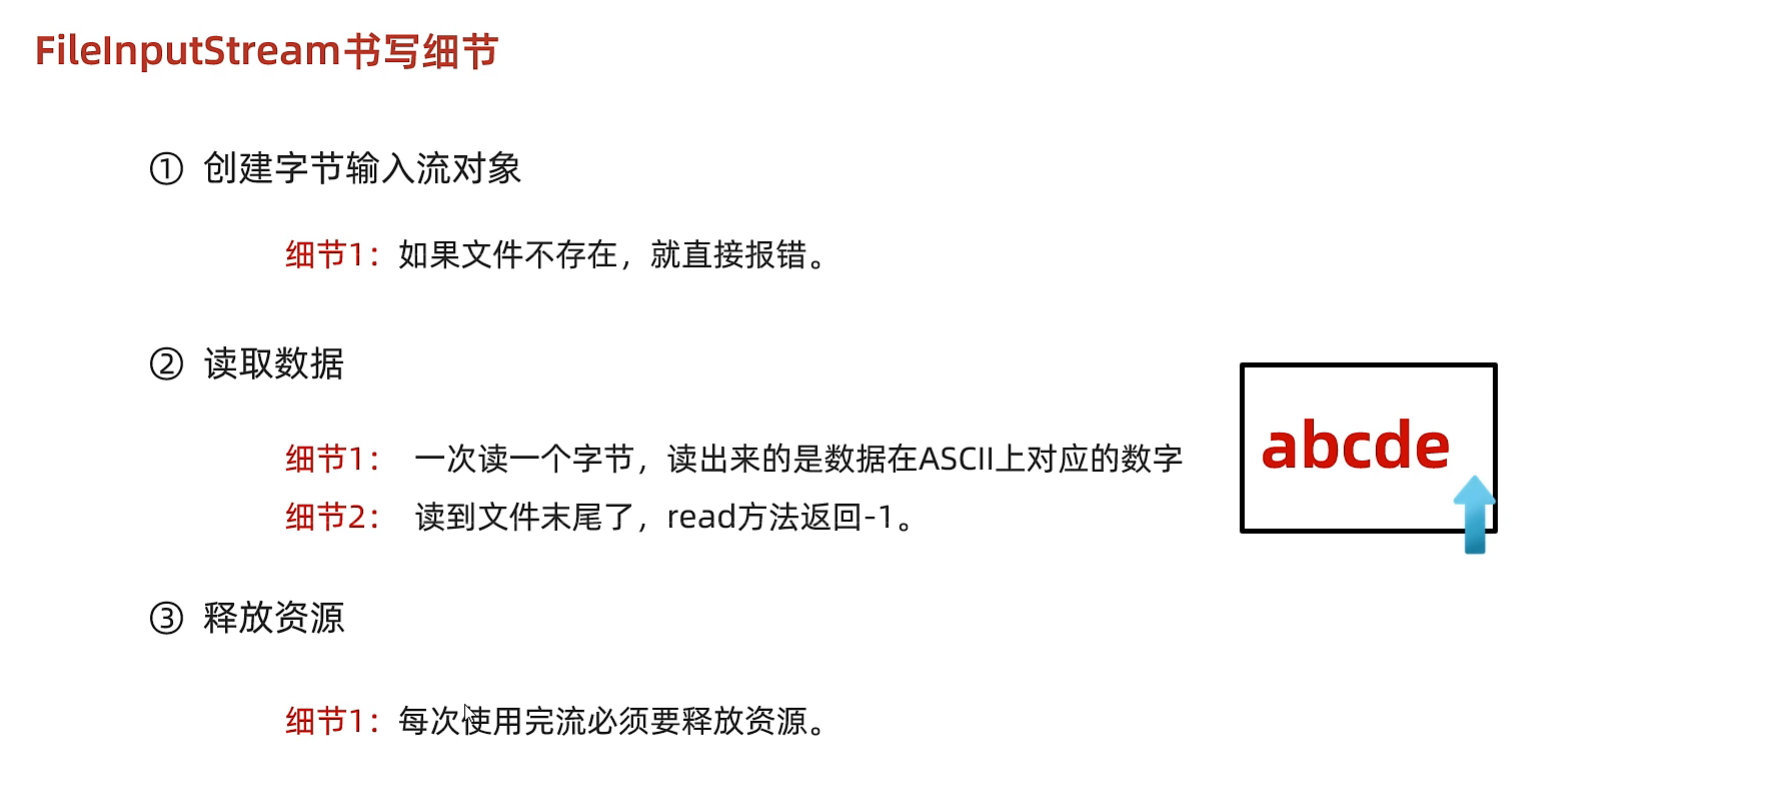 FileInputStream书写细节
① 创建字节输入流对象
细节1：如果文件不存在，就直接报错。
② 读取数据
细节1： 一次读一个字节，读出来的是数据在ASCII上对应的数字
abcde
细节2： 读到文件末尾了，read方法返回-1。
③ 释放资源
细节1：每次使用完流必须要释放资源。